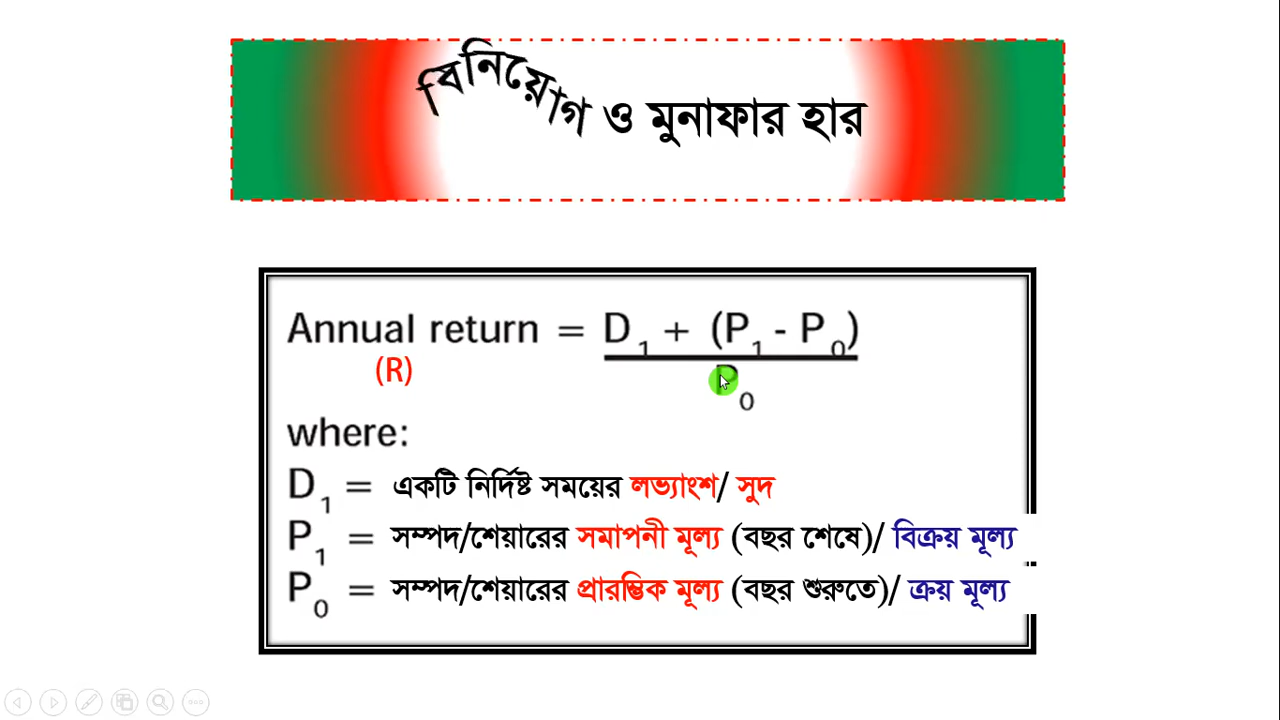 বিনিয়োগ ও মুনাফার হার
Annual return = D1 + (P1 - P0)
(R)
P0
where:
D1 = একটি নির্দিষ্ট সময়ের লভ্যাংশ/ সুদ
P1 = সম্পদ/শেয়ারের সমাপনী মূল্য (বছর শেষে)/ বিক্রয় মূল্য
P0 = সম্পদ/শেয়ারের প্রারম্ভিক মূল্য (বছর শুরুতে)/ ক্রয় মূল্য